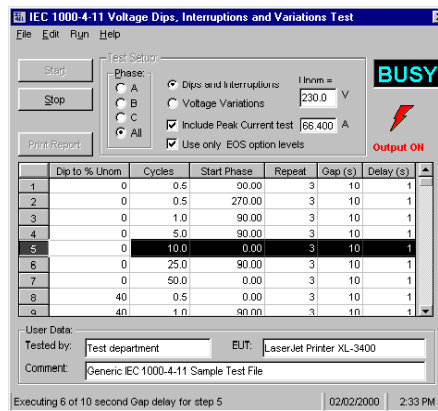 IEC 1000-4-11 Voltage Dips, Interruptions and Variations Test
File Edit Run Help
Start
Stop
Print Report
Test Setup:
Phase:
A
B
C
All
Dips and Interruptions
Voltage Variations
Include Peak Current test
Use only EOS option levels
Unom =
230.0 V
66.400 A
BUSY
Output ON
Dip to % Unom Cycles Start Phase Repeat Gap (s) Delay (s)
1 0 0.5 90.00 3 10 1
2 0 0.5 270.00 3 10 1
3 0 1.0 90.00 3 10 1
4 0 5.0 90.00 3 10 1
5 0 10.0 0.00 3 10 1
6 0 25.0 90.00 3 10 1
7 0 50.0 0.00 3 10 1
8 40 0.5 0.00 3 10 1
9 40 1.0 90.00 3 10 1
User Data:
Tested by: Test department EUT: LaserJet Printer XL-3400
Comment: Generic IEC 1000-4-11 Sample Test File
Executing 6 of 10 second Gap delay for step 5 02/02/2000 2:33 PM